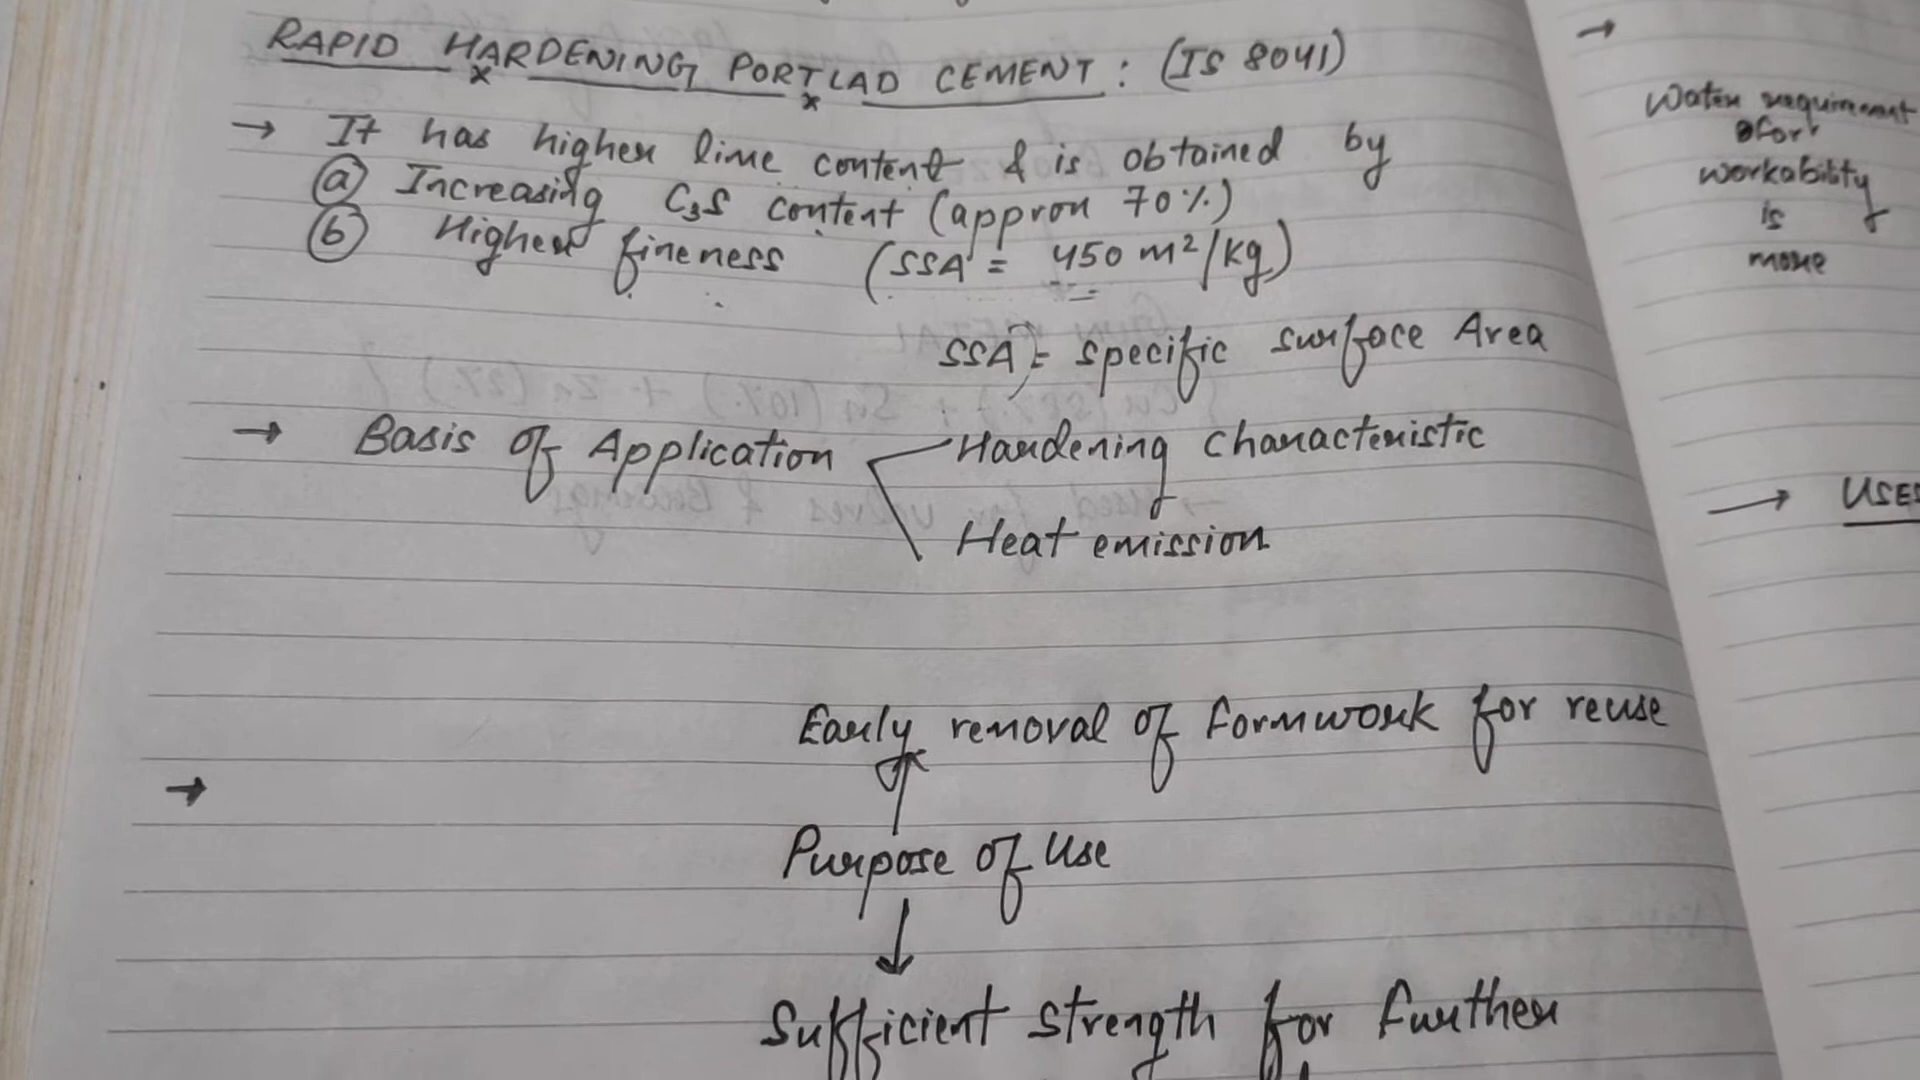 RAPID HARDENING PORTLAD CEMENT : (IS 8041)
→ It has higher lime content & is obtained by
ⓐ Increasing C3S content (approx 70%)
ⓑ Higher fineness (SSA = 450 m²/kg)
SSA = specific surface Area
→ Basis of Application
Hardening characteristic
Heat emission
Early removal of formwork for reuse
→
Purpose of Use
↓
Sufficient strength for further
→
Water requirement
for
workability
is
more
→ USES